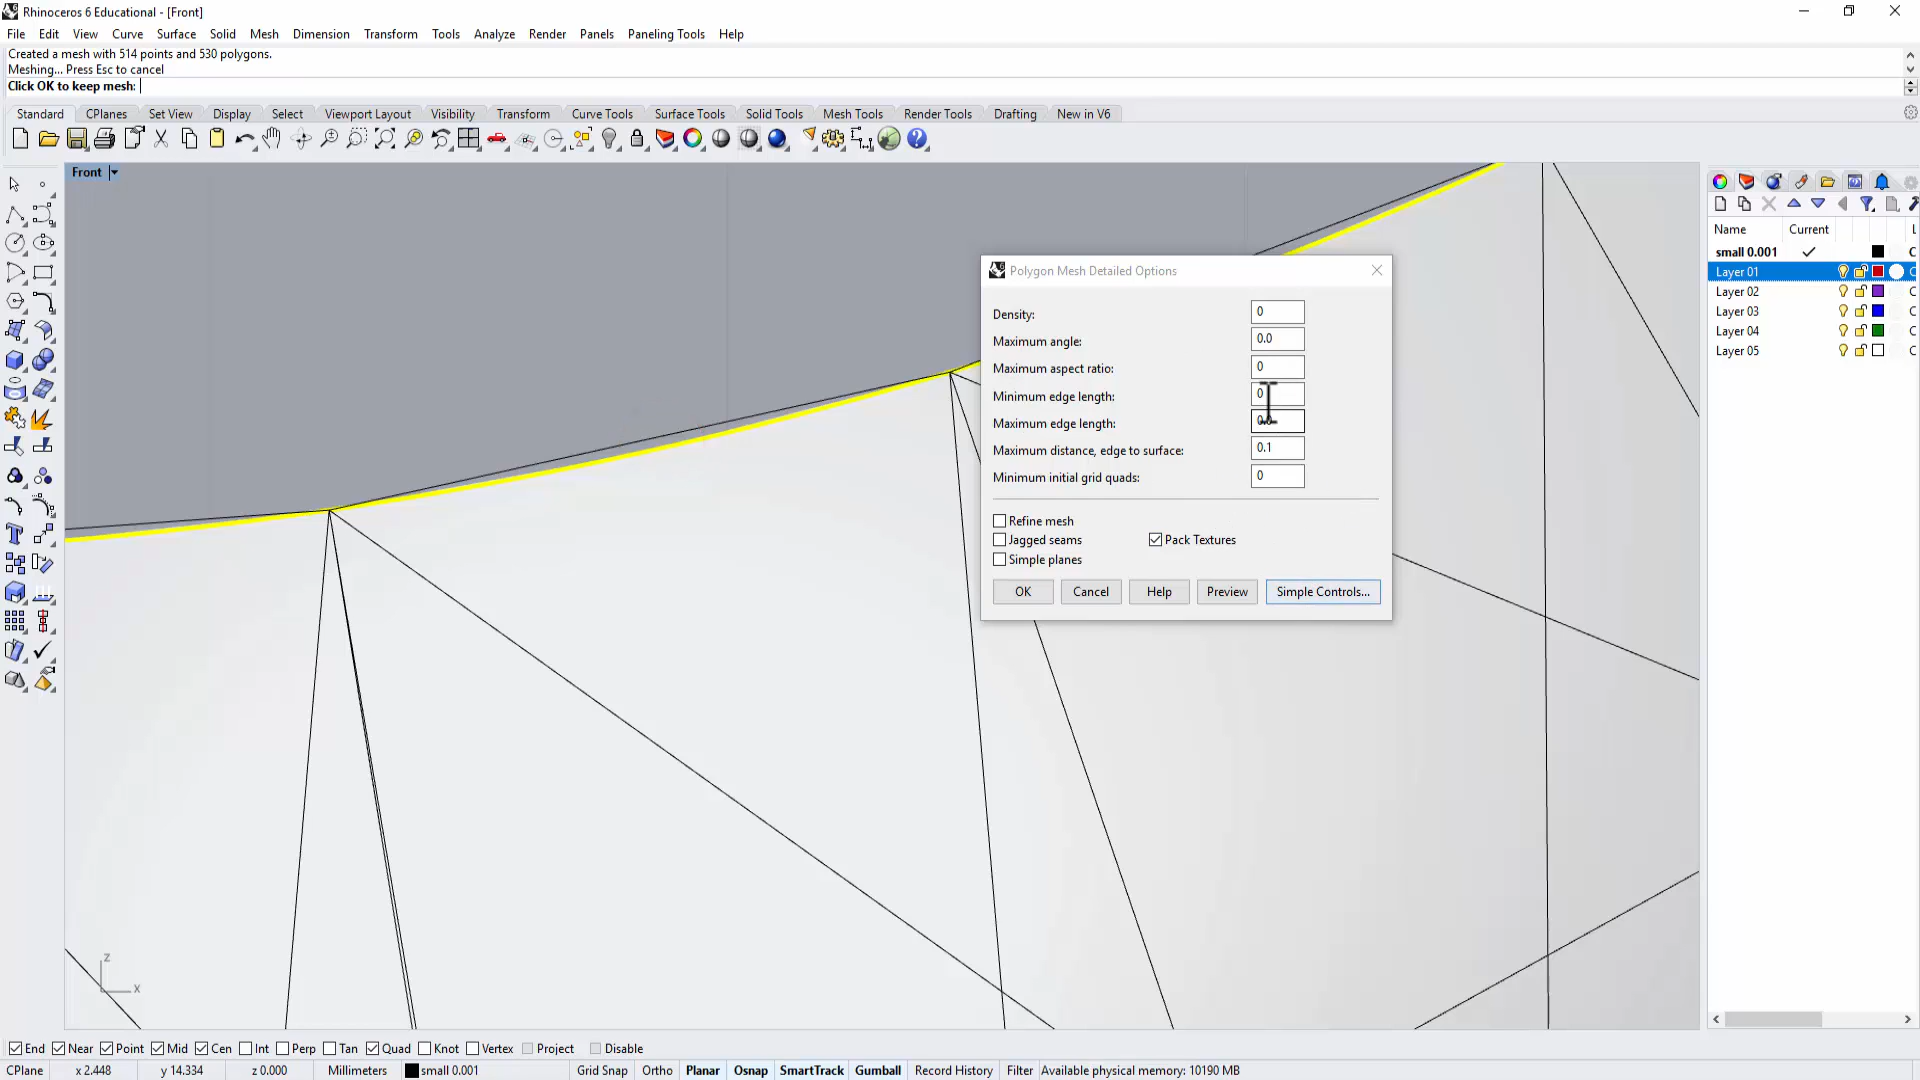 Rhinoceros 6 Educational - [Front]
File Edit View Curve Surface Solid Mesh Dimension Transform Tools Analyze Render Panels Paneling Tools Help
Created a mesh with 514 points and 530 polygons.
Meshing... Press Esc to cancel
Click OK to keep mesh:
Standard CPlanes Set View Display Select Viewport Layout Visibility Transform Curve Tools Surface Tools Solid Tools Mesh Tools Render Tools Drafting New in V6
Front
Name Current L
small 0.001 C
Layer 01 C
Layer 02 C
Layer 03 C
Layer 04 C
Layer 05 C
Polygon Mesh Detailed Options
Density: 0
Maximum angle: 0.0
Maximum aspect ratio: 0
Minimum edge length: 0
Maximum edge length:
Maximum distance, edge to surface: 0.1
Minimum initial grid quads: 0
Refine mesh
Jagged seams Pack Textures
Simple planes
OK Cancel Help Preview Simple Controls...
z
x
End Near Point Mid Cen Int Perp Tan Quad Knot Vertex Project Disable
CPlane x 2.448 y 14.334 z 0.000 Millimeters small 0.001 Grid Snap Ortho Planar Osnap SmartTrack Gumball Record History Filter Available physical memory: 10190 MB